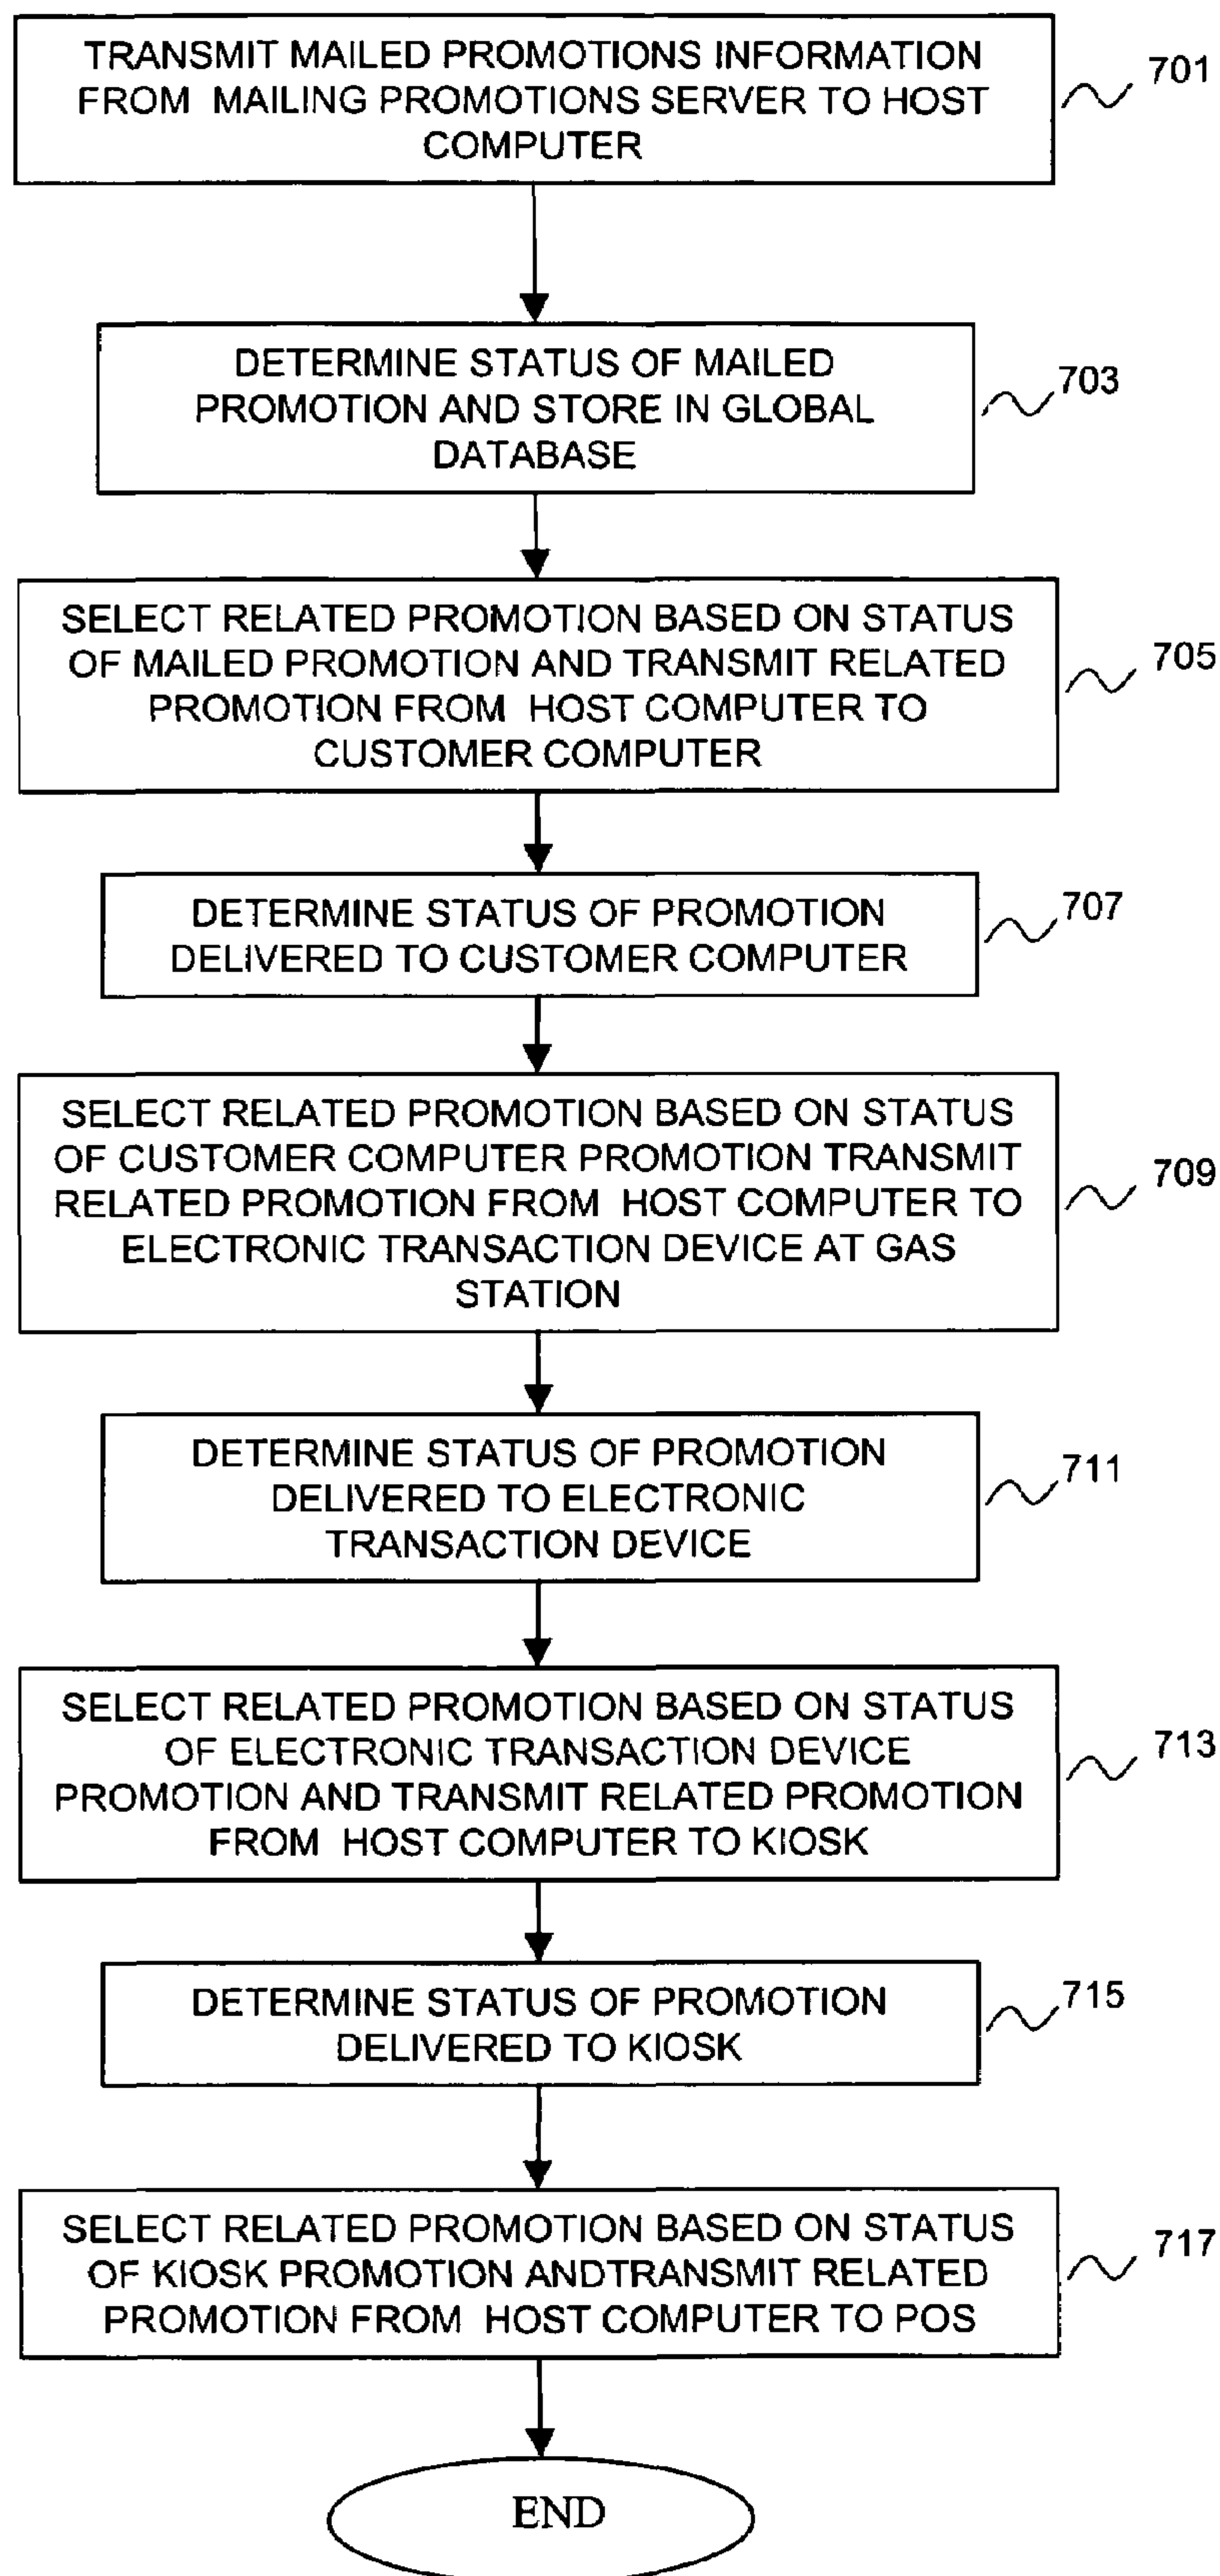 TRANSMIT MAILED PROMOTIONS INFORMATION
FROM MAILING PROMOTIONS SERVER TO HOST
COMPUTER
701
DETERMINE STATUS OF MAILED
PROMOTION AND STORE IN GLOBAL
DATABASE
703
SELECT RELATED PROMOTION BASED ON STATUS
OF MAILED PROMOTION AND TRANSMIT RELATED
PROMOTION FROM HOST COMPUTER TO
CUSTOMER COMPUTER
705
DETERMINE STATUS OF PROMOTION
DELIVERED TO CUSTOMER COMPUTER
707
SELECT RELATED PROMOTION BASED ON STATUS
OF CUSTOMER COMPUTER PROMOTION TRANSMIT
RELATED PROMOTION FROM HOST COMPUTER TO
ELECTRONIC TRANSACTION DEVICE AT GAS
STATION
709
DETERMINE STATUS OF PROMOTION
DELIVERED TO ELECTRONIC
TRANSACTION DEVICE
711
SELECT RELATED PROMOTION BASED ON STATUS
OF ELECTRONIC TRANSACTION DEVICE
PROMOTION AND TRANSMIT RELATED PROMOTION
FROM HOST COMPUTER TO KIOSK
713
DETERMINE STATUS OF PROMOTION
DELIVERED TO KIOSK
715
SELECT RELATED PROMOTION BASED ON STATUS
OF KIOSK PROMOTION ANDTRANSMIT RELATED
PROMOTION FROM HOST COMPUTER TO POS
717
END